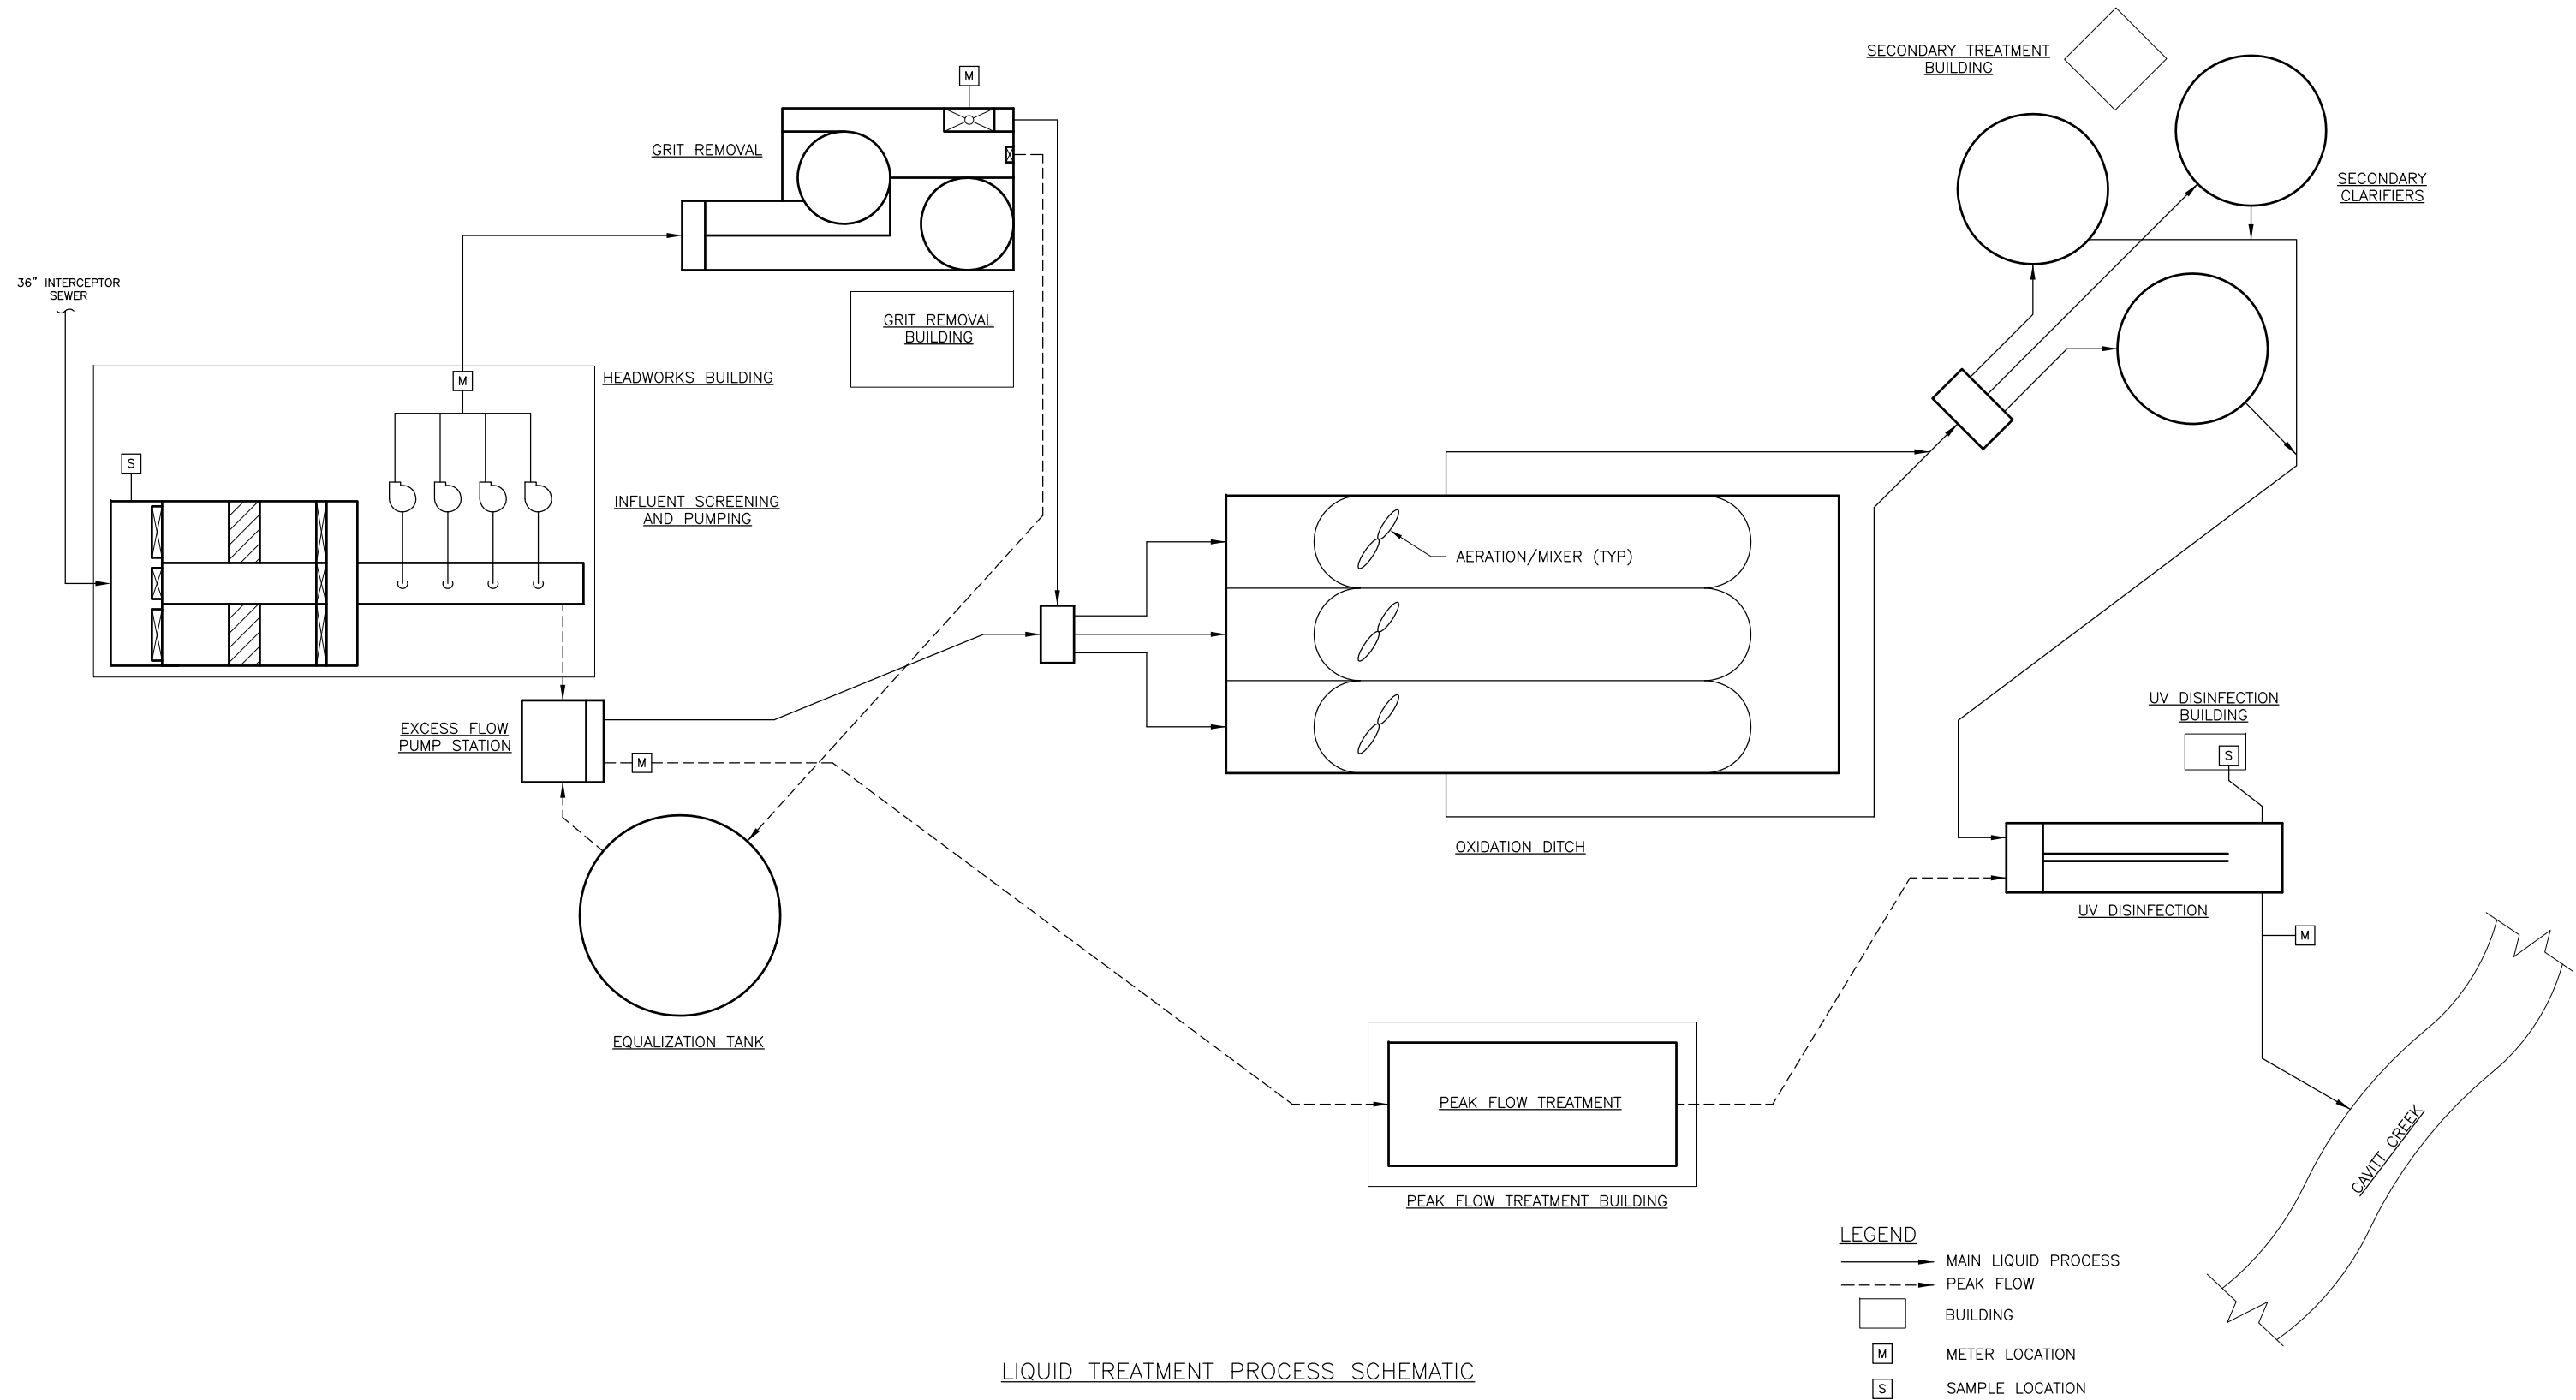 SECONDARY TREATMENT
BUILDING
M
GRIT REMOVAL
SECONDARY
CLARIFIERS
36" INTERCEPTOR
SEWER
GRIT REMOVAL
BUILDING
HEADWORKS BUILDING
M
S
INFLUENT SCREENING
AND PUMPING
AERATION/MIXER (TYP)
EXCESS FLOW
PUMP STATION
M
UV DISINFECTION
BUILDING
S
OXIDATION DITCH
UV DISINFECTION
M
EQUALIZATION TANK
PEAK FLOW TREATMENT
PEAK FLOW TREATMENT BUILDING
CAVITT CREEK
LEGEND
MAIN LIQUID PROCESS
PEAK FLOW
BUILDING
M METER LOCATION
S SAMPLE LOCATION
LIQUID TREATMENT PROCESS SCHEMATIC